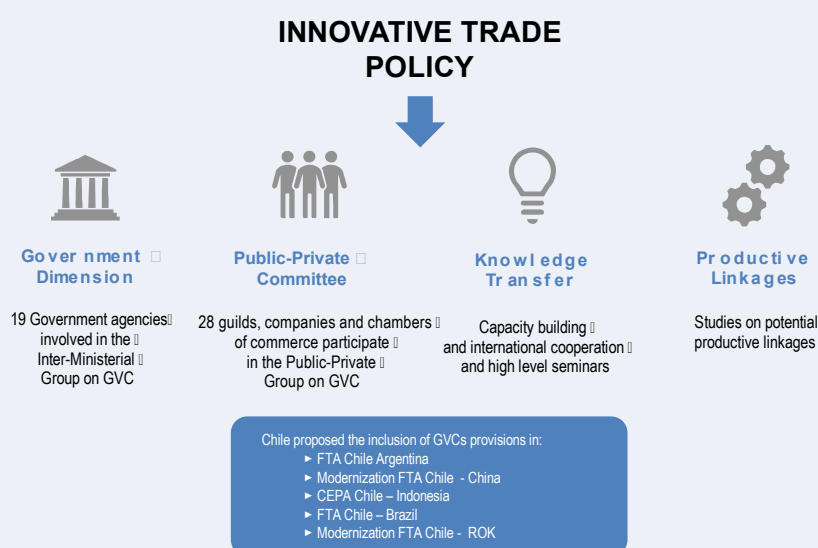 INNOVATIVE TRADE
POLICY
Government
Dimension
19 Government agencies
involved in the
Inter-Ministerial
Group on GVC
Public-Private
Committee
28 guilds, companies and chambers
of commerce participate
in the Public-Private
Group on GVC
Knowledge
Transfer
Capacity building
and international cooperation
and high level seminars
Productive
Linkages
Studies on potential
productive linkages
Chile proposed the inclusion of GVCs provisions in:
► FTA Chile Argentina
► Modernization FTA Chile - China
► CEPA Chile – Indonesia
► FTA Chile – Brazil
► Modernization FTA Chile - ROK